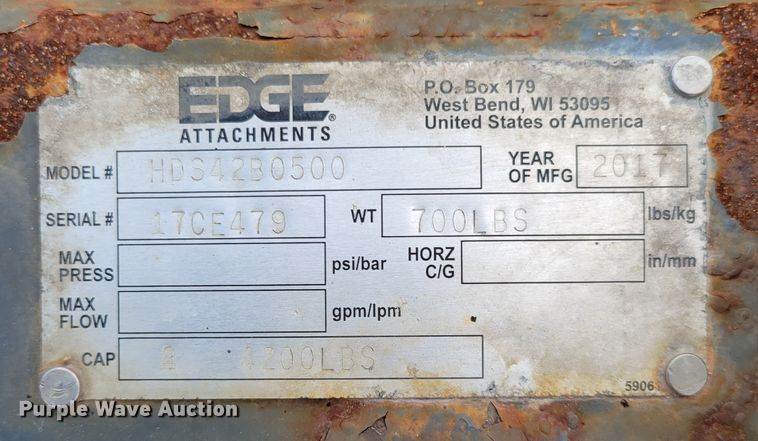 EDGE®
ATTACHMENTS
P.O. Box 179
West Bend, WI 53095
United States of America
MODEL # HDS42B0500
YEAR OF MFG 2017
SERIAL # 17CE479 WT 700LBS lbs/kg
MAX PRESS psi/bar HORZ C/G in/mm
MAX FLOW gpm/lpm
CAP 4200LBS
5906
Purple Wave Auction